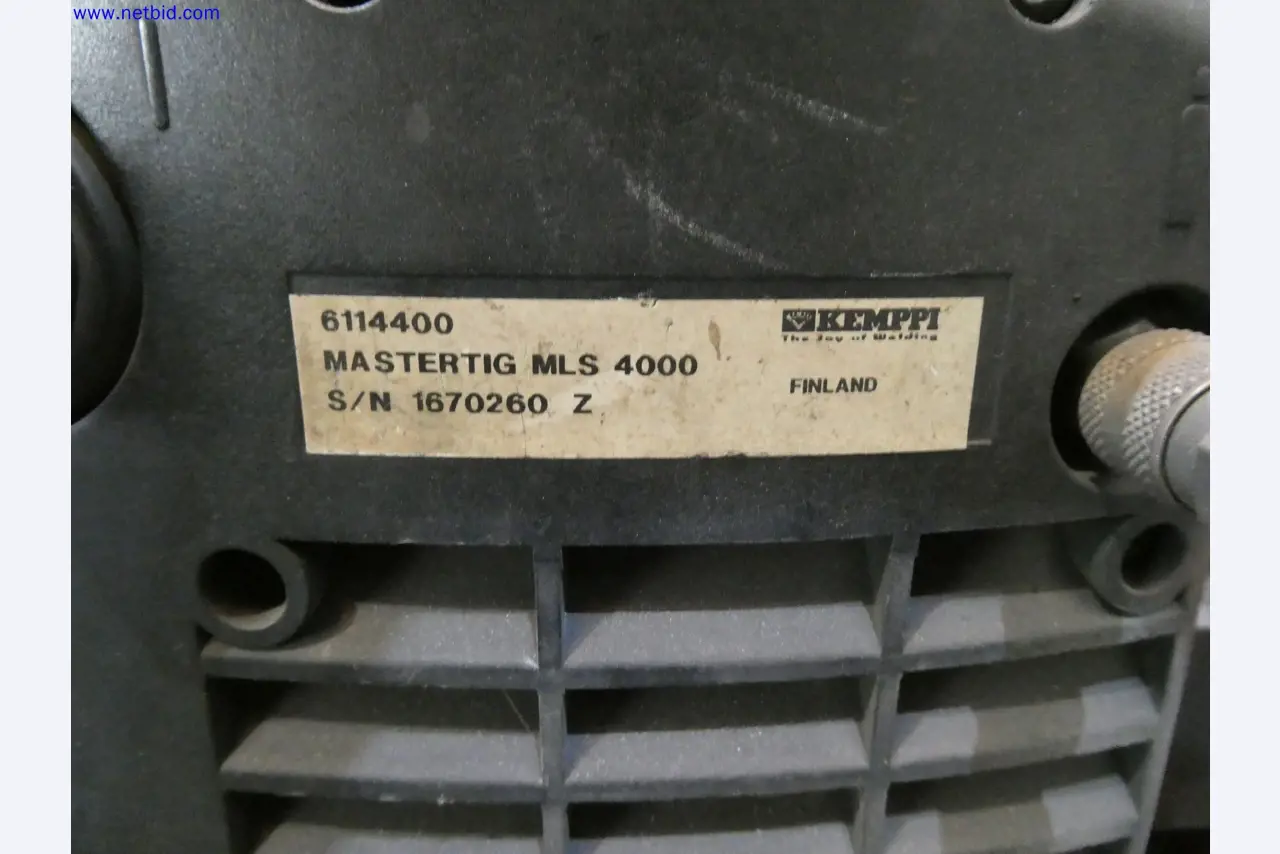 www.netbid.com
6114400
MASTERTIG MLS 4000
S/N 1670260 Z
KEMPPI
The Joy of Welding
FINLAND